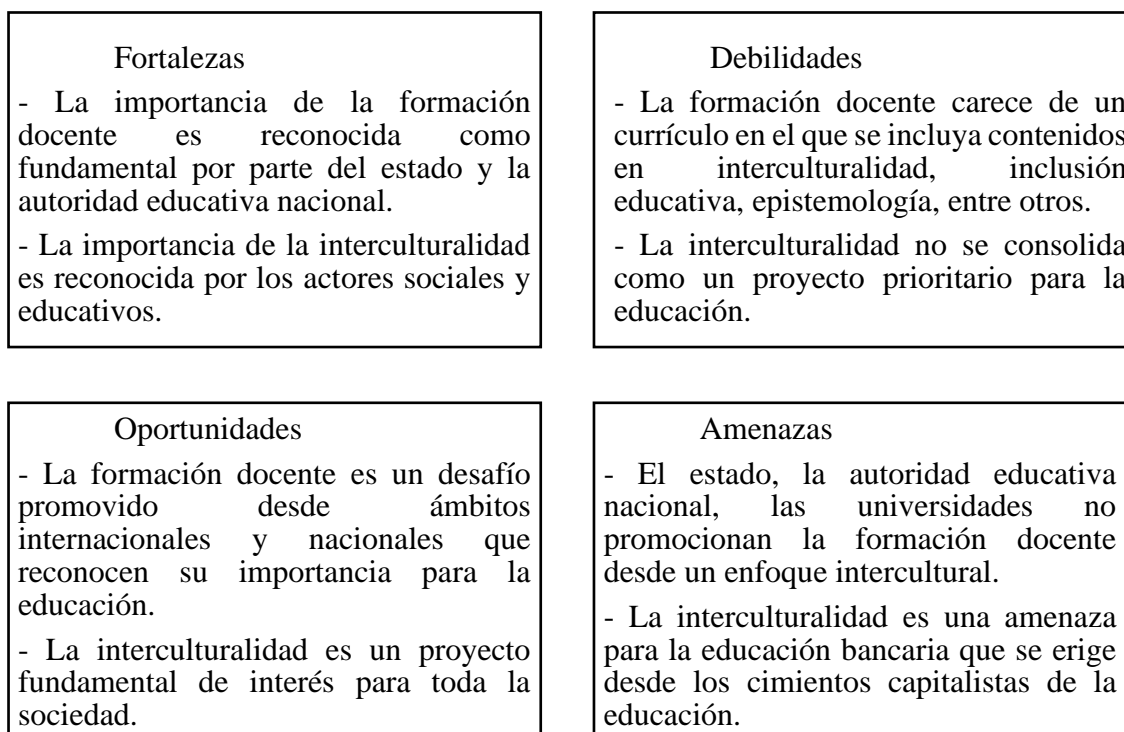 Fortalezas
- La importancia de la formación
docente es reconocida como
fundamental por parte del estado y la
autoridad educativa nacional.
- La importancia de la interculturalidad
es reconocida por los actores sociales y
educativos.
Debilidades
- La formación docente carece de un
currículo en el que se incluya contenidos
en interculturalidad, inclusión
educativa, epistemología, entre otros.
- La interculturalidad no se consolida
como un proyecto prioritario para la
educación.
Oportunidades
- La formación docente es un desafío
promovido desde ámbitos
internacionales y nacionales que
reconocen su importancia para la
educación.
- La interculturalidad es un proyecto
fundamental de interés para toda la
sociedad.
Amenazas
- El estado, la autoridad educativa
nacional, las universidades no
promocionan la formación docente
desde un enfoque intercultural.
- La interculturalidad es una amenaza
para la educación bancaria que se erige
desde los cimientos capitalistas de la
educación.